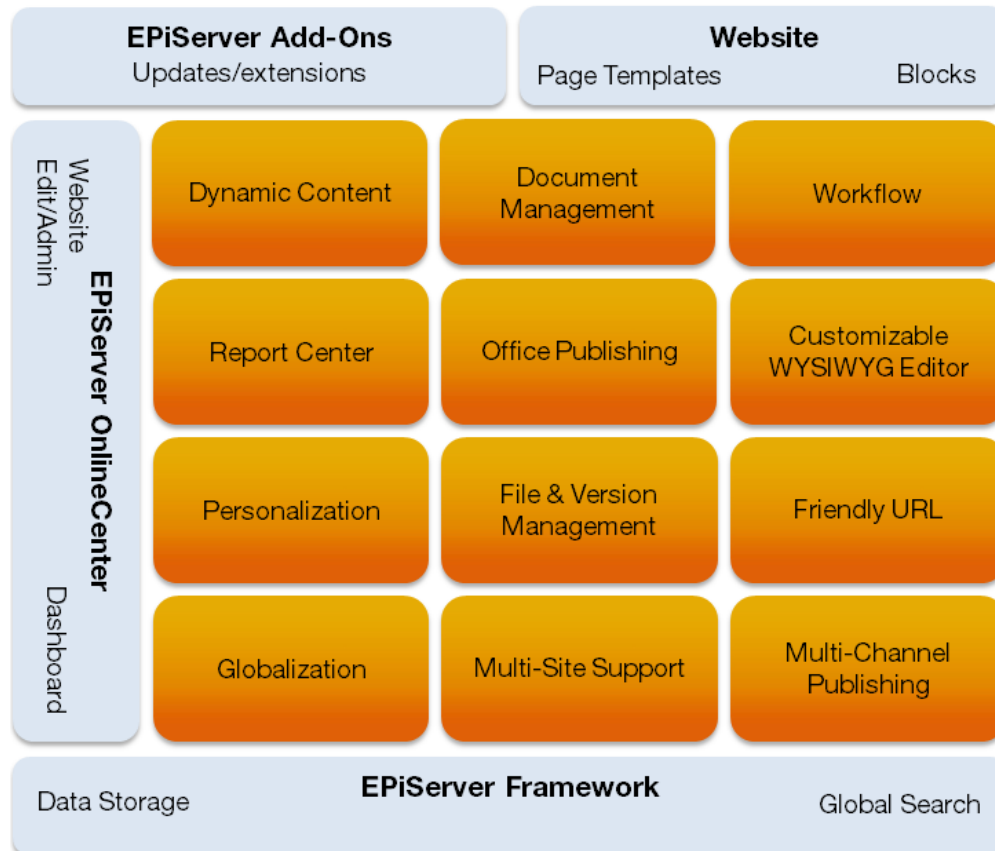 EPiServer Add-Ons
Updates/extensions
Website
Page Templates
Blocks
Website
Edit/Admin
EPiServer OnlineCenter
Dashboard
Dynamic Content
Document
Management
Workflow
Report Center
Office Publishing
Customizable
WYSIWYG Editor
Personalization
File & Version
Management
Friendly URL
Globalization
Multi-Site Support
Multi-Channel
Publishing
EPiServer Framework
Data Storage
Global Search